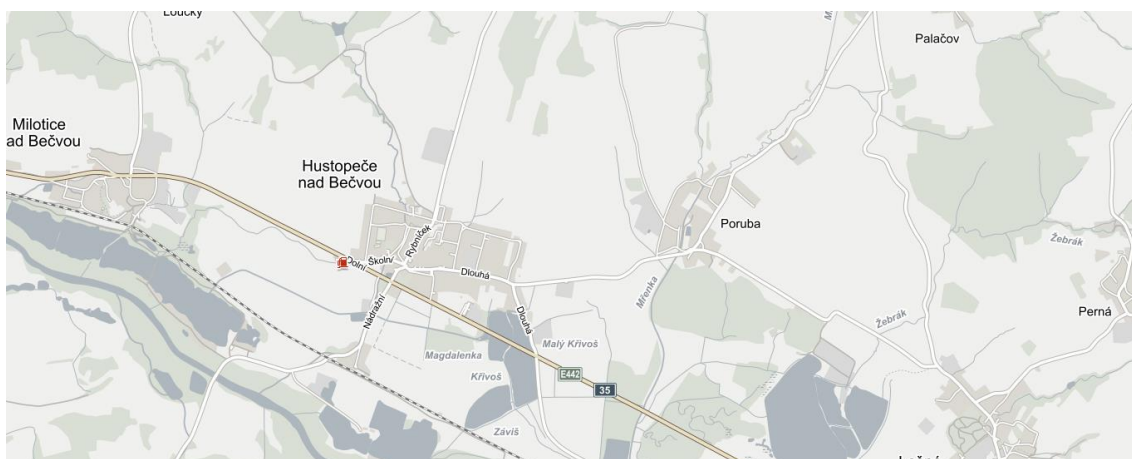 Loučky
Palačov
Milotice
ad Bečvou
Hustopeče
nad Bečvou
Poruba
Rybníček
Dolní
Školní
Dlouhá
Nádražní
Dlouhá
Mřenka
Žebrák
Žebrák
Perná
Malý Křivoš
Magdalenka
Křivoš
E442
35
Záviš